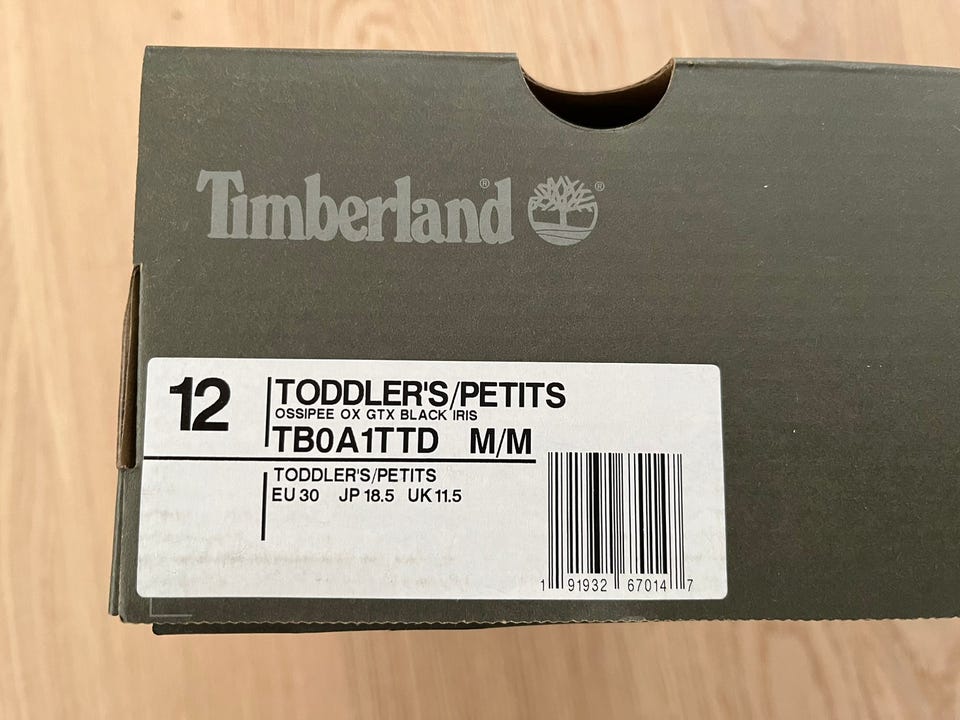 Timberland® ®
12
TODDLER'S/PETITS
OSSIPEE OX GTX BLACK IRIS
TB0A1TTD M/M
TODDLER'S/PETITS
EU 30 JP 18.5 UK 11.5
1 91932 67014 7